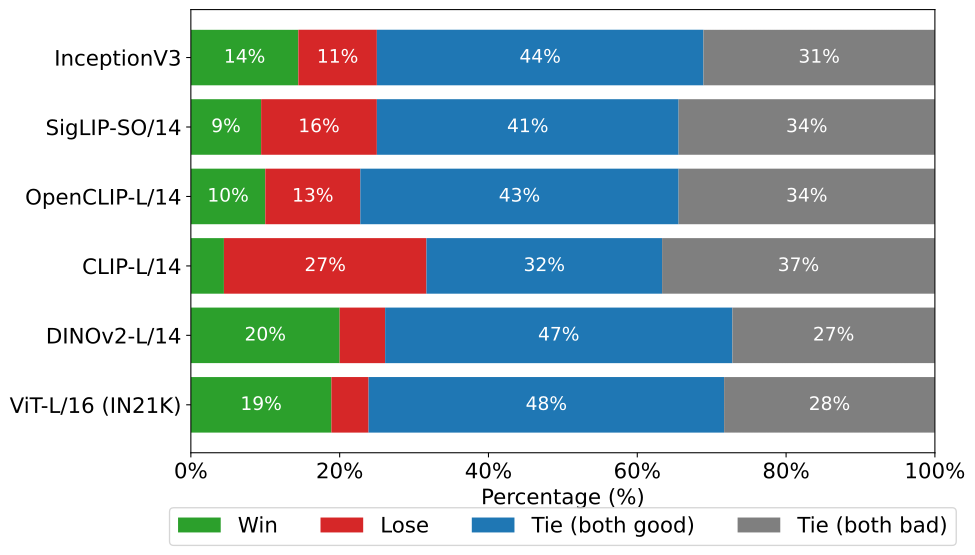 InceptionV3 14% 11% 44% 31%
SigLIP-SO/14 9% 16% 41% 34%
OpenCLIP-L/14 10% 13% 43% 34%
CLIP-L/14 27% 32% 37%
DINOv2-L/14 20% 47% 27%
ViT-L/16 (IN21K) 19% 48% 28%
0% 20% 40% 60% 80% 100%
Percentage (%)
Win Lose Tie (both good) Tie (both bad)